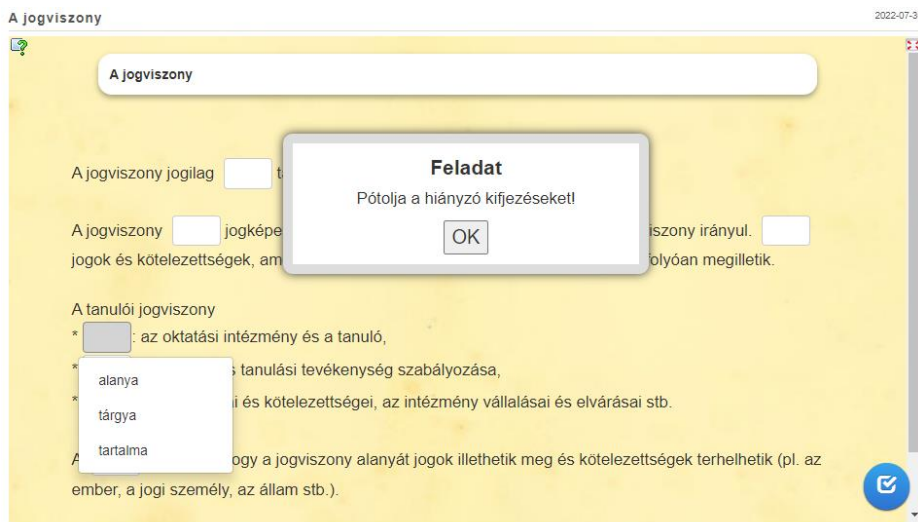 A jogviszony
2022-07-3
A jogviszony
Feladat
Pótolja a hiányzó kifjezéseket!
OK
A jogviszony jogilag
A jogviszony jogképe iszony irányul.
jogok és kötelezettségek, am folyóan megilletik.
A tanulói jogviszony
* : az oktatási intézmény és a tanuló,
* s tanulási tevékenység szabályozása,
* i és kötelezettségei, az intézmény vállalásai és elvárásai stb.
alanya
tárgya
tartalma
A ogy a jogviszony alanyát jogok illethetik meg és kötelezettségek terhelhetik (pl. az
ember, a jogi személy, az állam stb.).